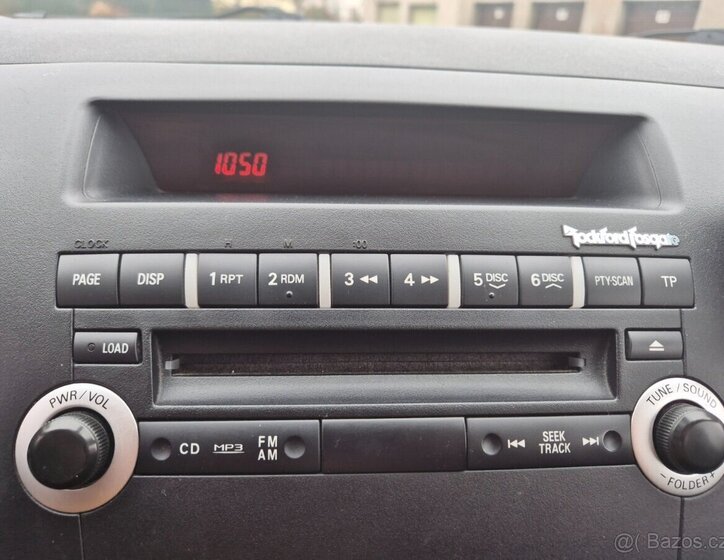 1050
Rockford Fosgate
CLOCK H M :00
PAGE DISP 1 RPT 2 RDM 3 4 5 DISC 6 DISC PTY·SCAN TP
LOAD
PWR/VOL
TUNE/SOUND
CD MP3 FM AM
SEEK TRACK
- FOLDER +
Bazos.cz